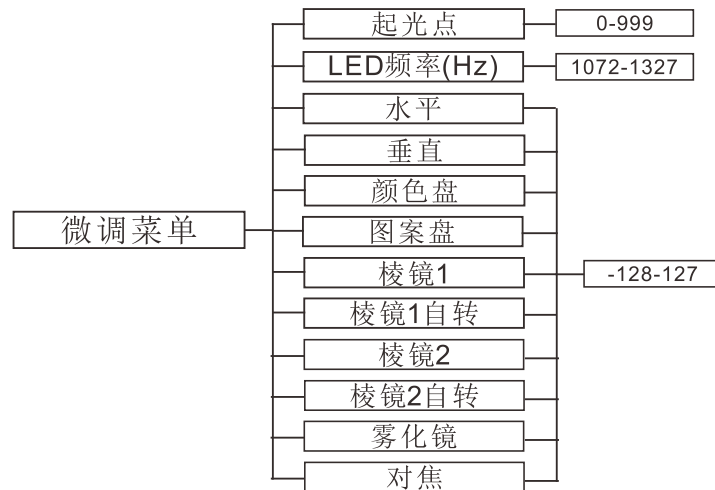 起光点
0-999
LED频率(Hz)
1072-1327
水平
垂直
颜色盘
微调菜单
图案盘
棱镜1
-128-127
棱镜1自转
棱镜2
棱镜2自转
雾化镜
对焦